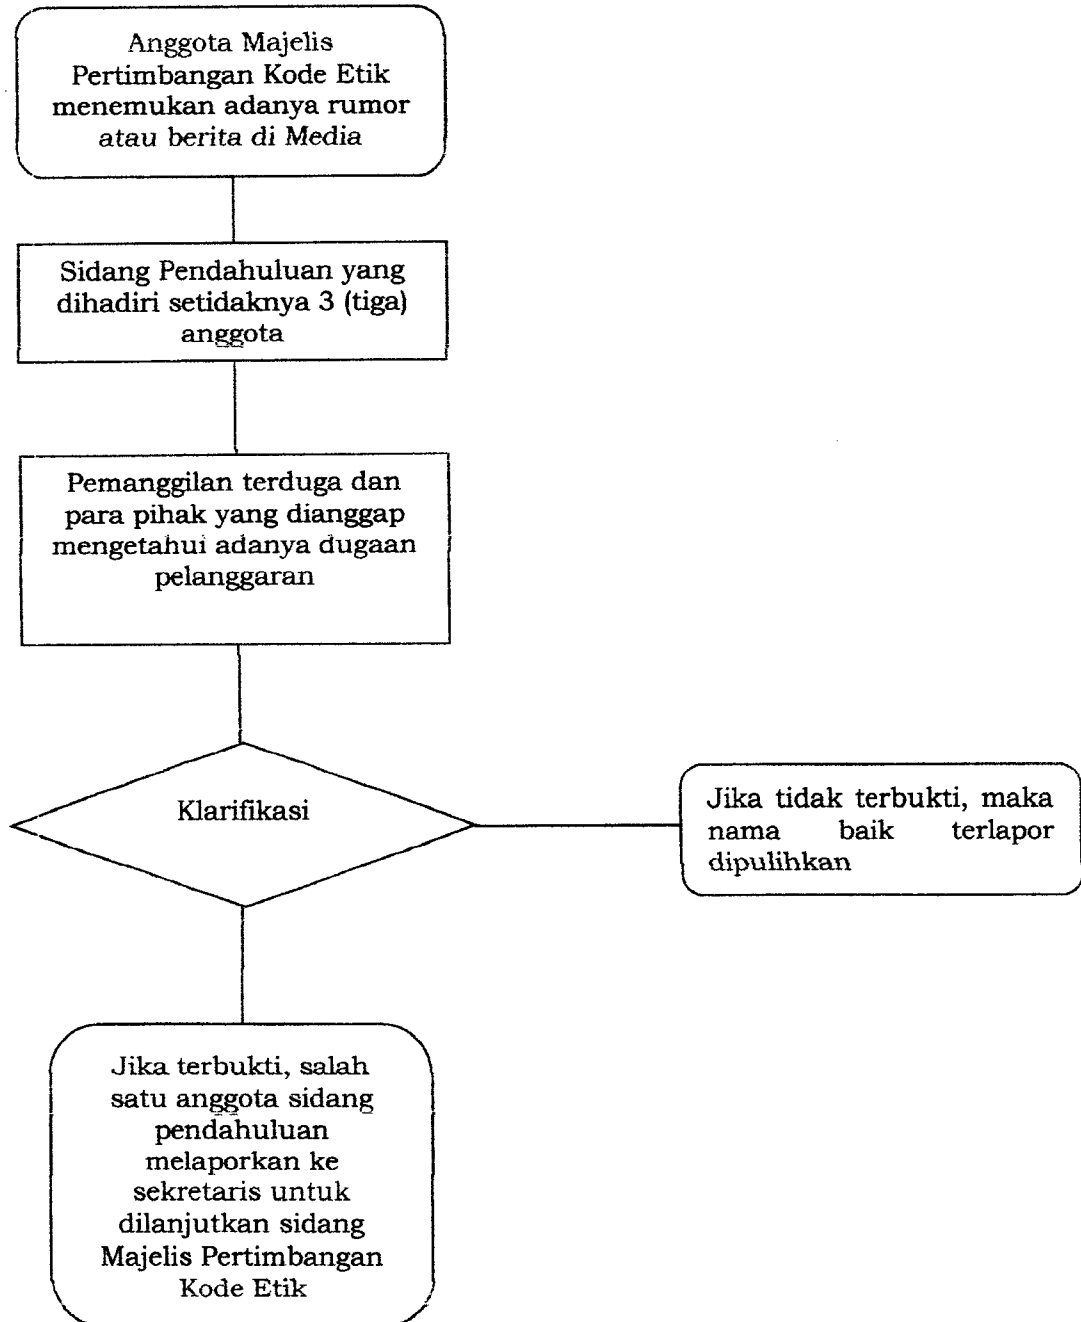 Anggota Majelis
Pertimbangan Kode Etik
menemukan adanya rumor
atau berita di Media
Sidang Pendahuluan yang
dihadiri setidaknya 3 (tiga)
anggota
Pemanggilan terduga dan
para pihak yang dianggap
mengetahui adanya dugaan
pelanggaran
Klarifikasi
Jika tidak terbukti, maka
nama baik terlapor
dipulihkan
Jika terbukti, salah
satu anggota sidang
pendahuluan
melaporkan ke
sekretaris untuk
dilanjutkan sidang
Majelis Pertimbangan
Kode Etik